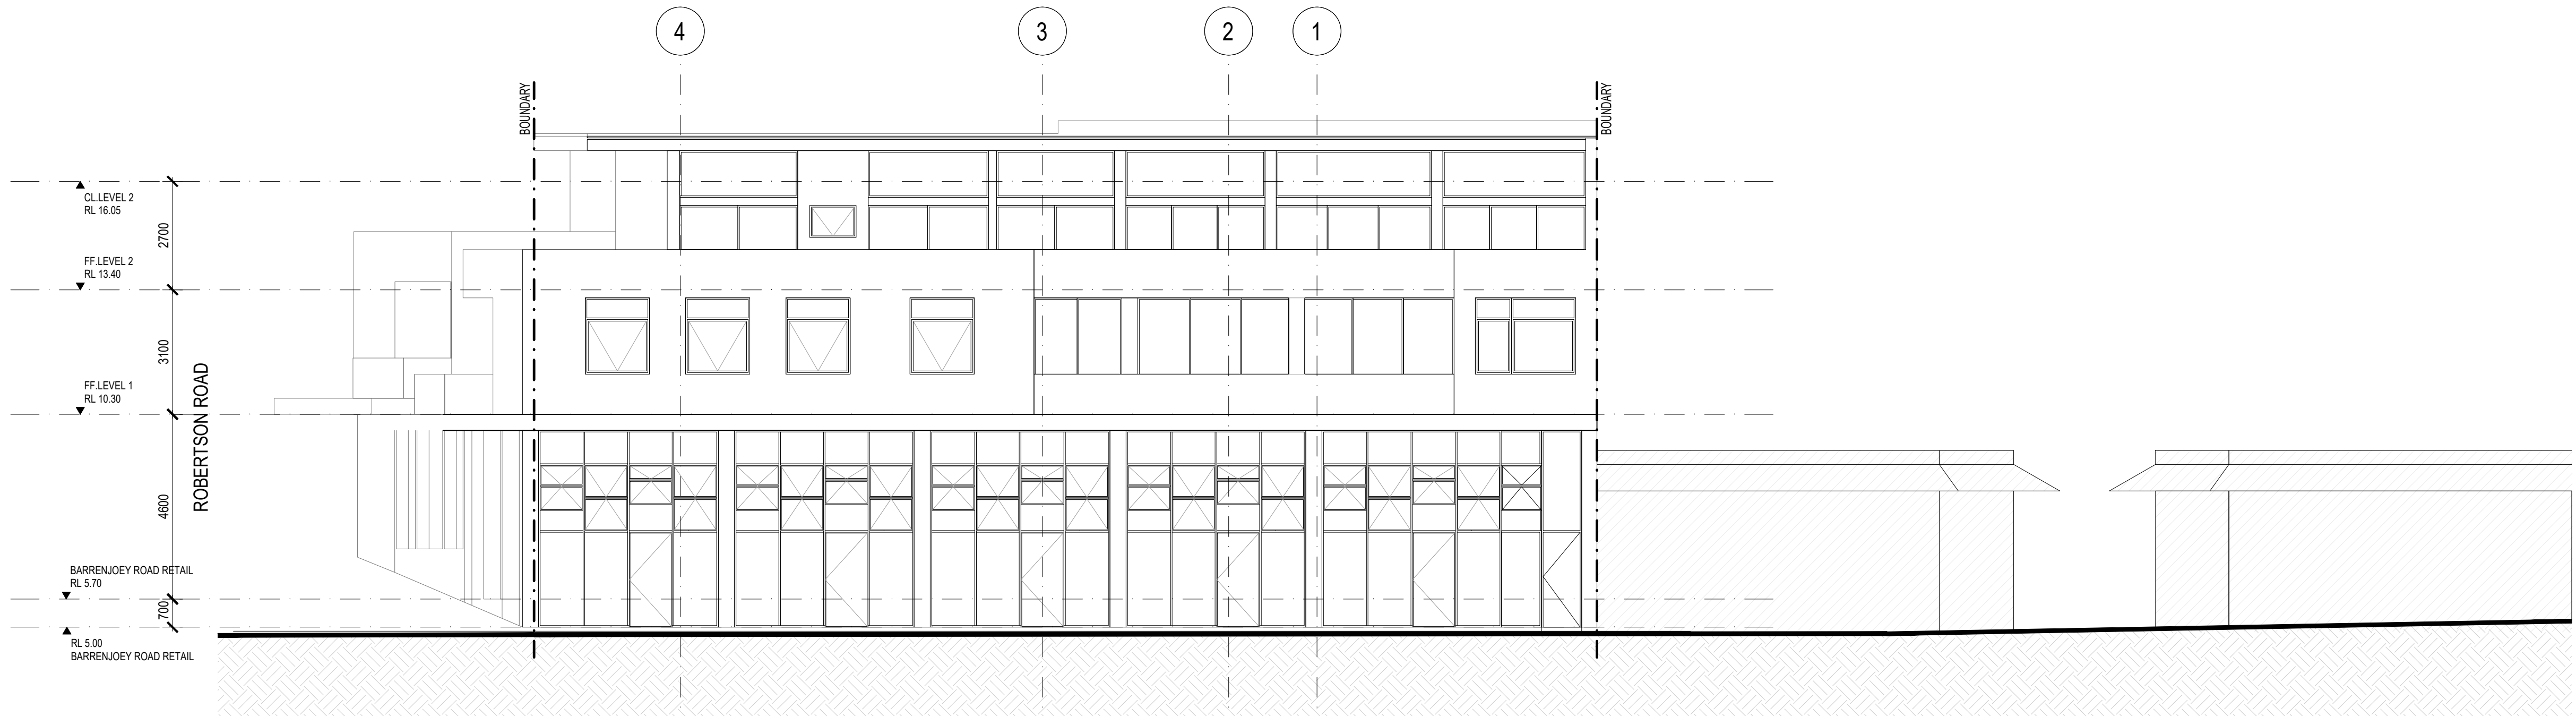 4
3
2
1
BOUNDARY
BOUNDARY
CL.LEVEL 2
RL 16.05
2700
FF.LEVEL 2
RL 13.40
3100
FF.LEVEL 1
RL 10.30
ROBERTSON ROAD
4600
BARRENJOEY ROAD RETAIL
RL 5.70
700
RL 5.00
BARRENJOEY ROAD RETAIL